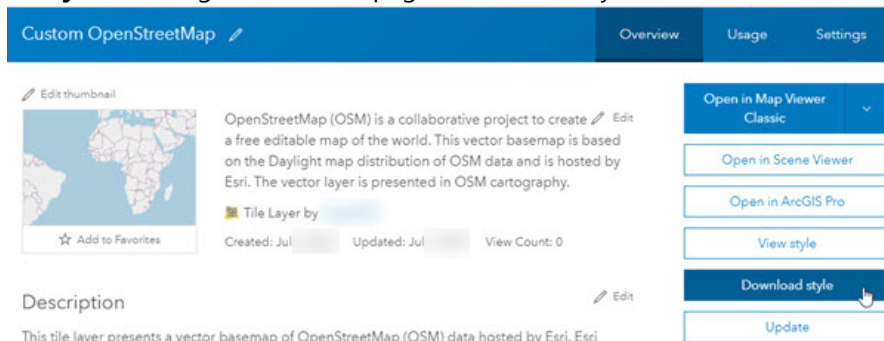 Custom OpenStreetMap
Overview
Usage
Settings
Edit thumbnail
OpenStreetMap (OSM) is a collaborative project to create
Edit
a free editable map of the world. This vector basemap is based
on the Daylight map distribution of OSM data and is hosted by
Esri. The vector layer is presented in OSM cartography.
Tile Layer by
Add to Favorites
Created: Jul
Updated: Jul
View Count: 0
Open in Map Viewer
Classic
Open in Scene Viewer
Open in ArcGIS Pro
View style
Download style
Update
Description
Edit
This tile layer presents a vector basemap of OpenStreetMap (OSM) data hosted by Esri. Esri